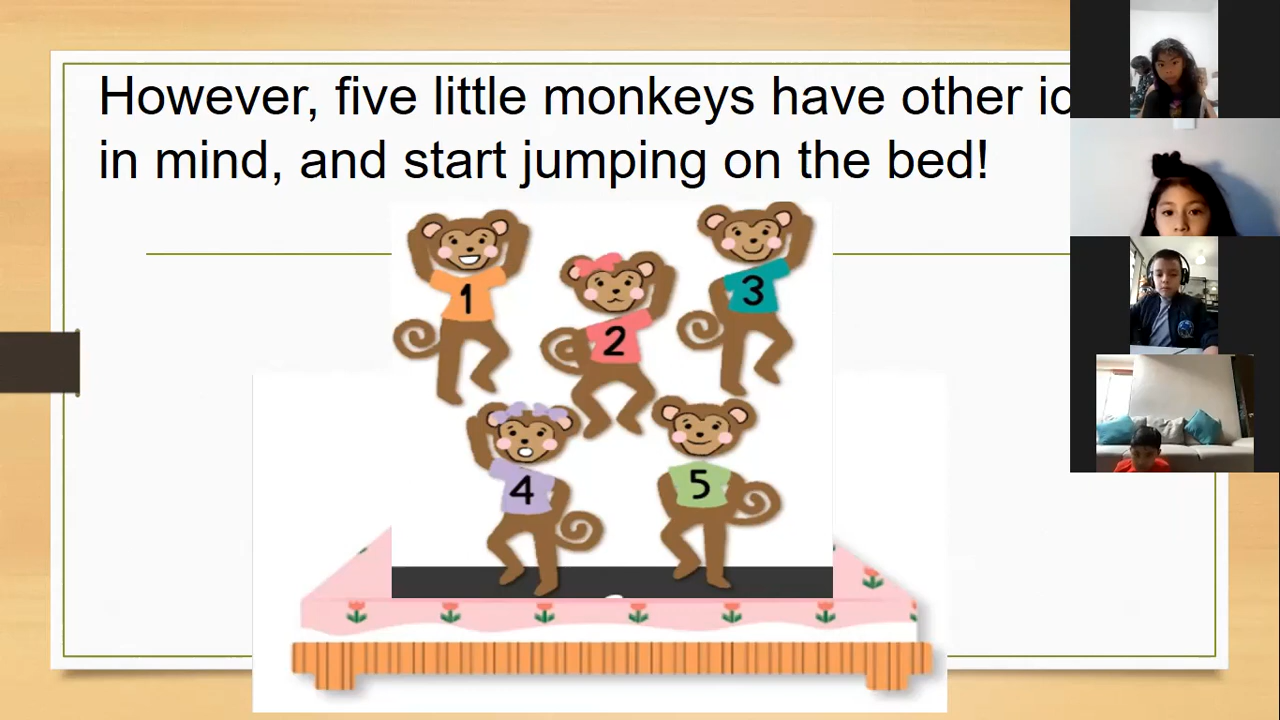 However, five little monkeys have other
in mind, and start jumping on the bed!
1
2
3
4
5